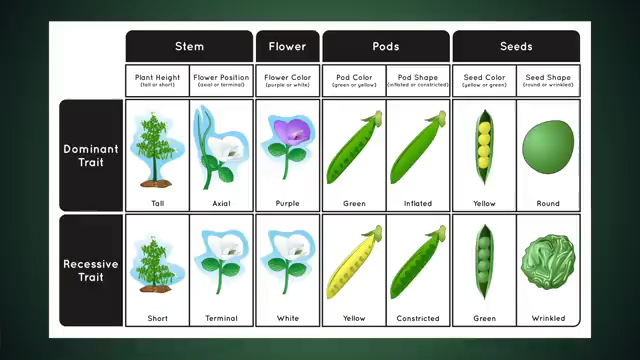 Stem Flower Pods Seeds
Plant Height Flower Position Flower Color Pod Color Pod Shape Seed Color Seed Shape
(tall or short) (axial or terminal) (purple or white) (green or yellow) (inflated or constricted) (yellow or green) (round or wrinkled)
Dominant
Trait
Tall Axial Purple Green Inflated Yellow Round
Recessive
Trait
Short Terminal White Yellow Constricted Green Wrinkled